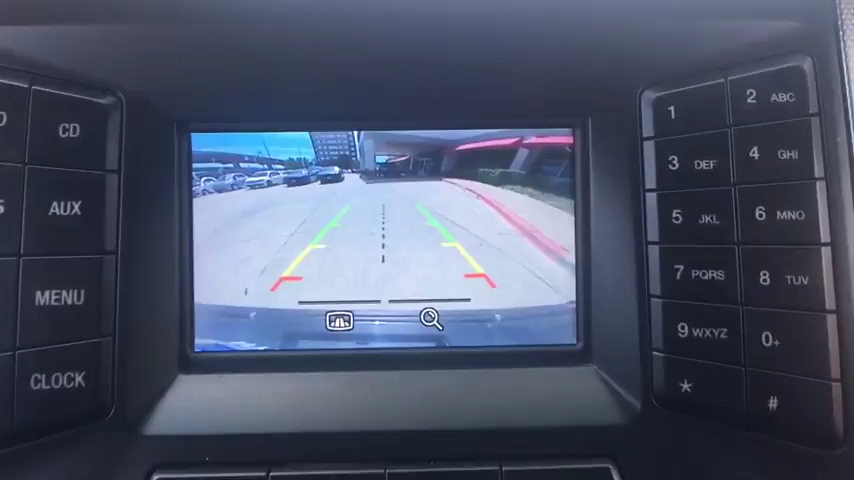 CD
AUX
MENU
CLOCK
1
2 ABC
3 DEF
4 GHI
5 JKL
6 MNO
7 PQRS
8 TUV
9 WXYZ
0+
*
#